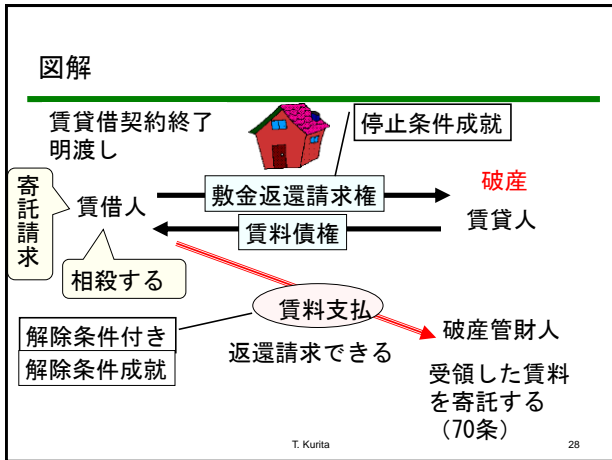 図解
賃貸借契約終了
明渡し
停止条件成就
寄託請求
賃借人
敷金返還請求権
破産
賃貸人
賃料債権
相殺する
賃料支払
解除条件付き
解除条件成就
返還請求できる
破産管財人
受領した賃料
を寄託する
（70条）
T. Kurita
28